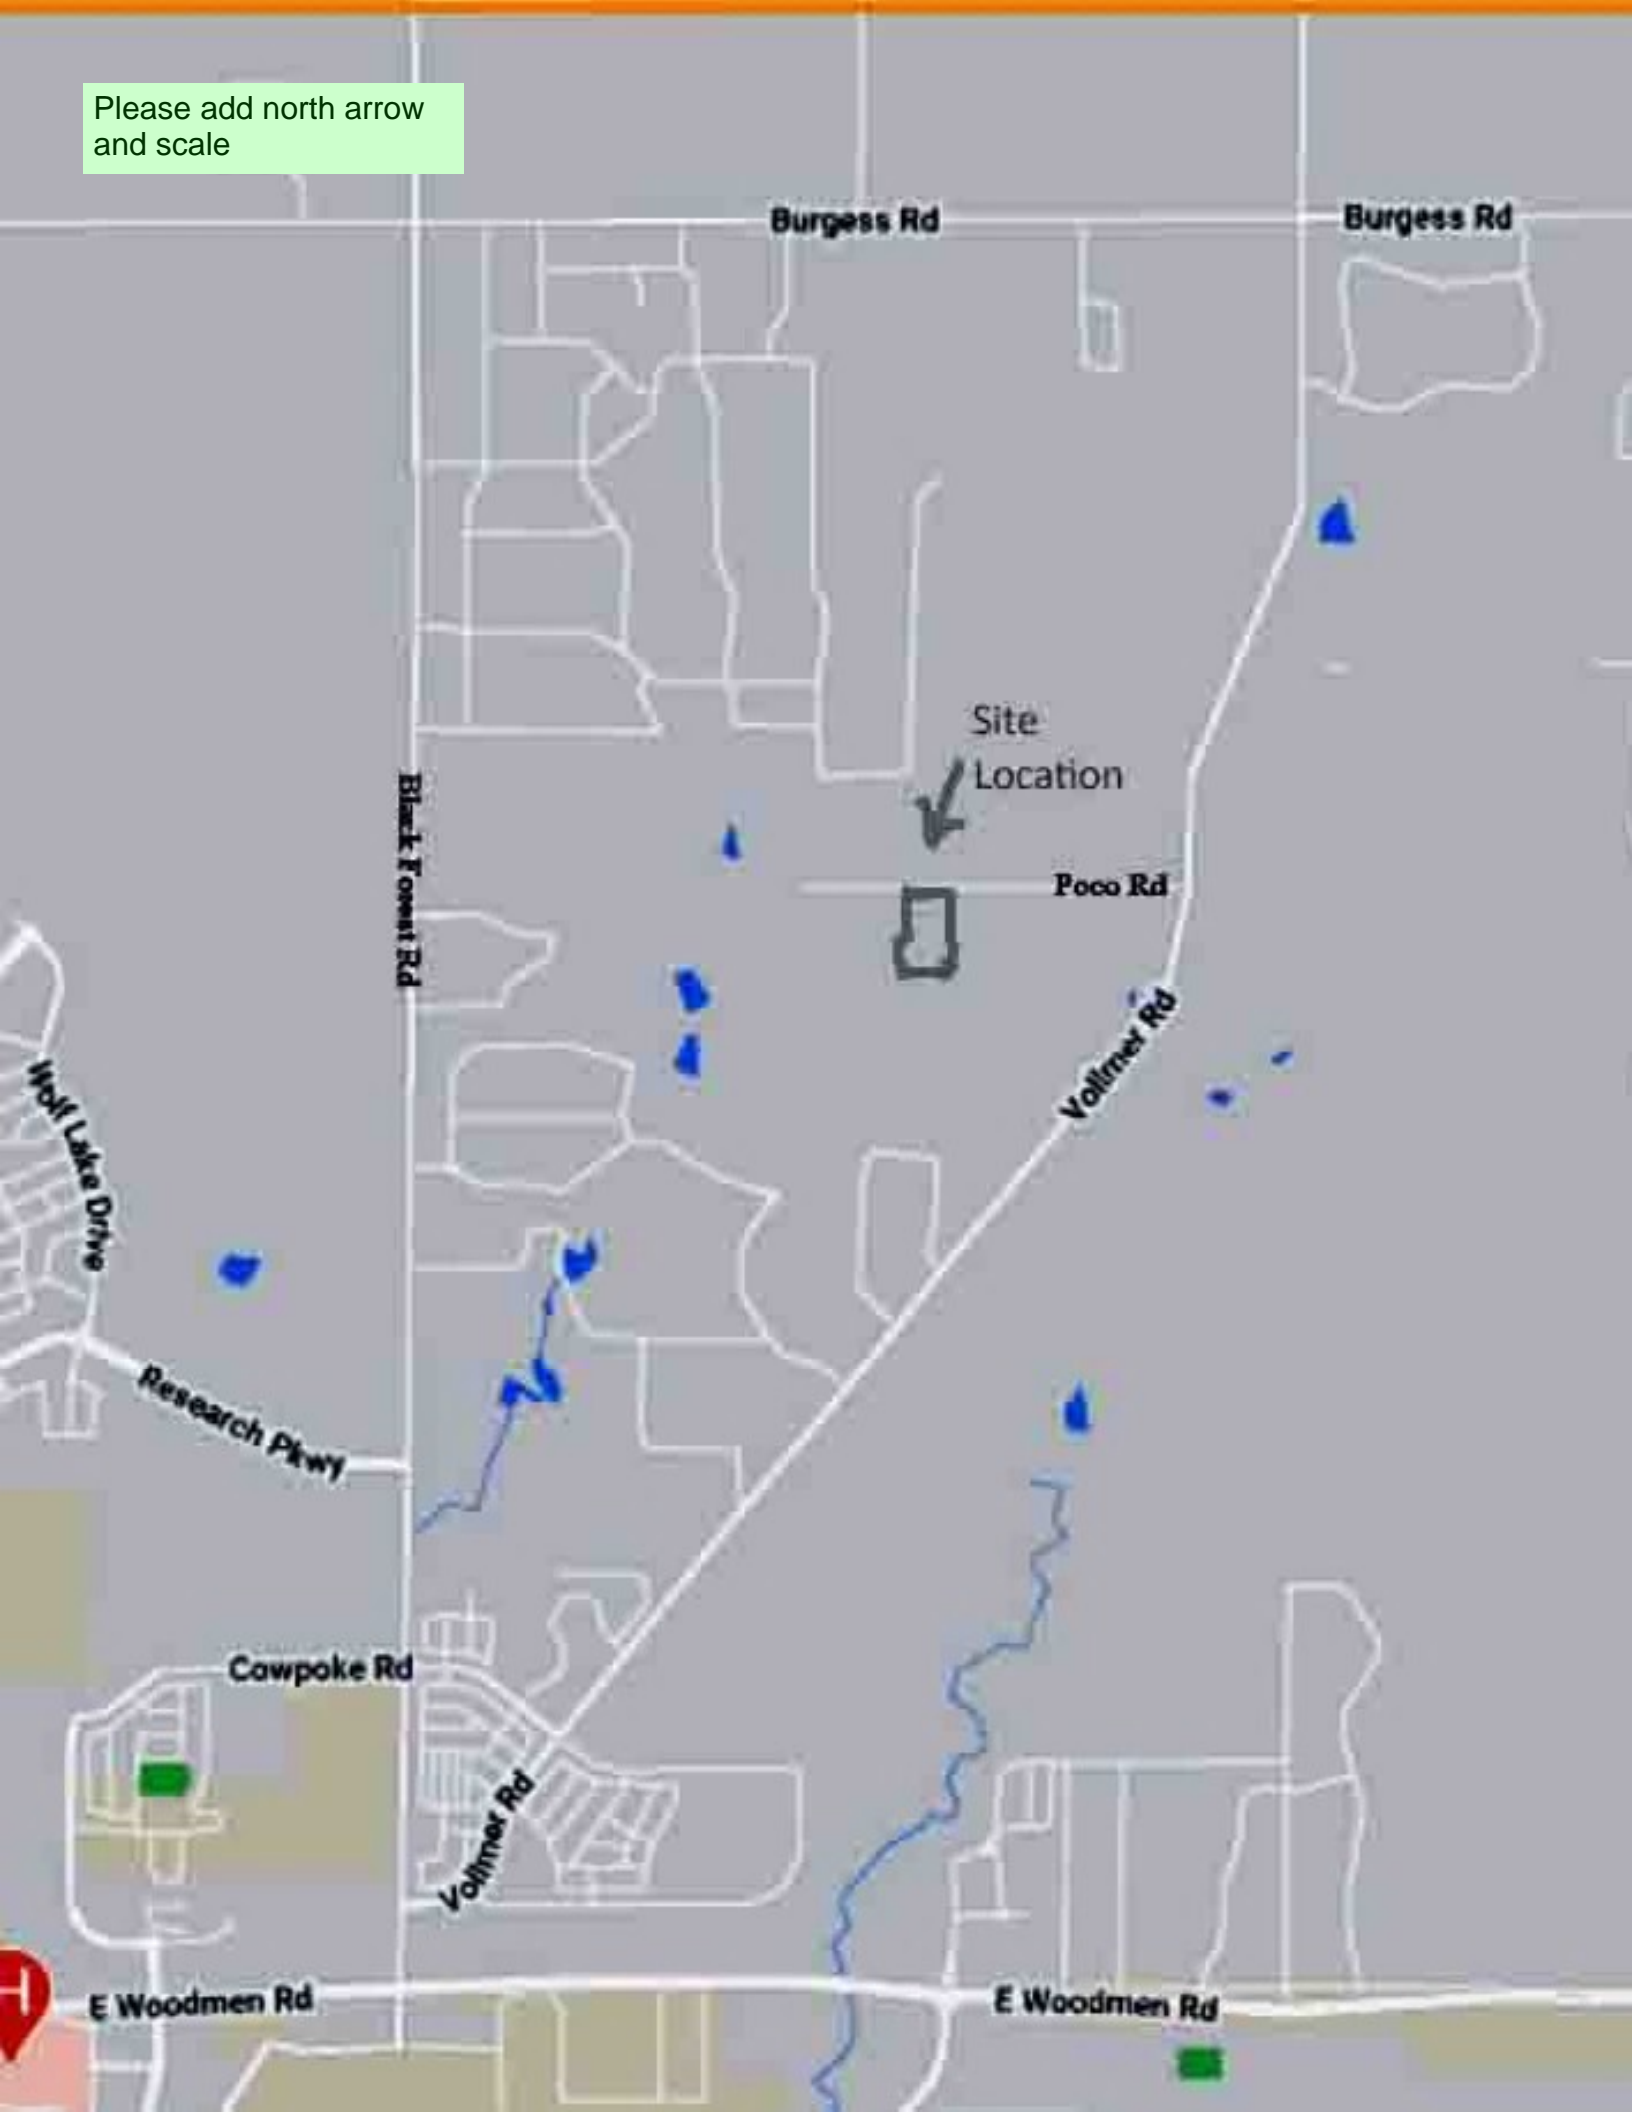 Please add north arrow
and scale
Burgess Rd
Burgess Rd
Site
Location
Black Forest Rd
Poco Rd
Vollmer Rd
Wolf Lake Drive
Research Pkwy
Cowpoke Rd
Vollmer Rd
H
E Woodmen Rd
E Woodmen Rd